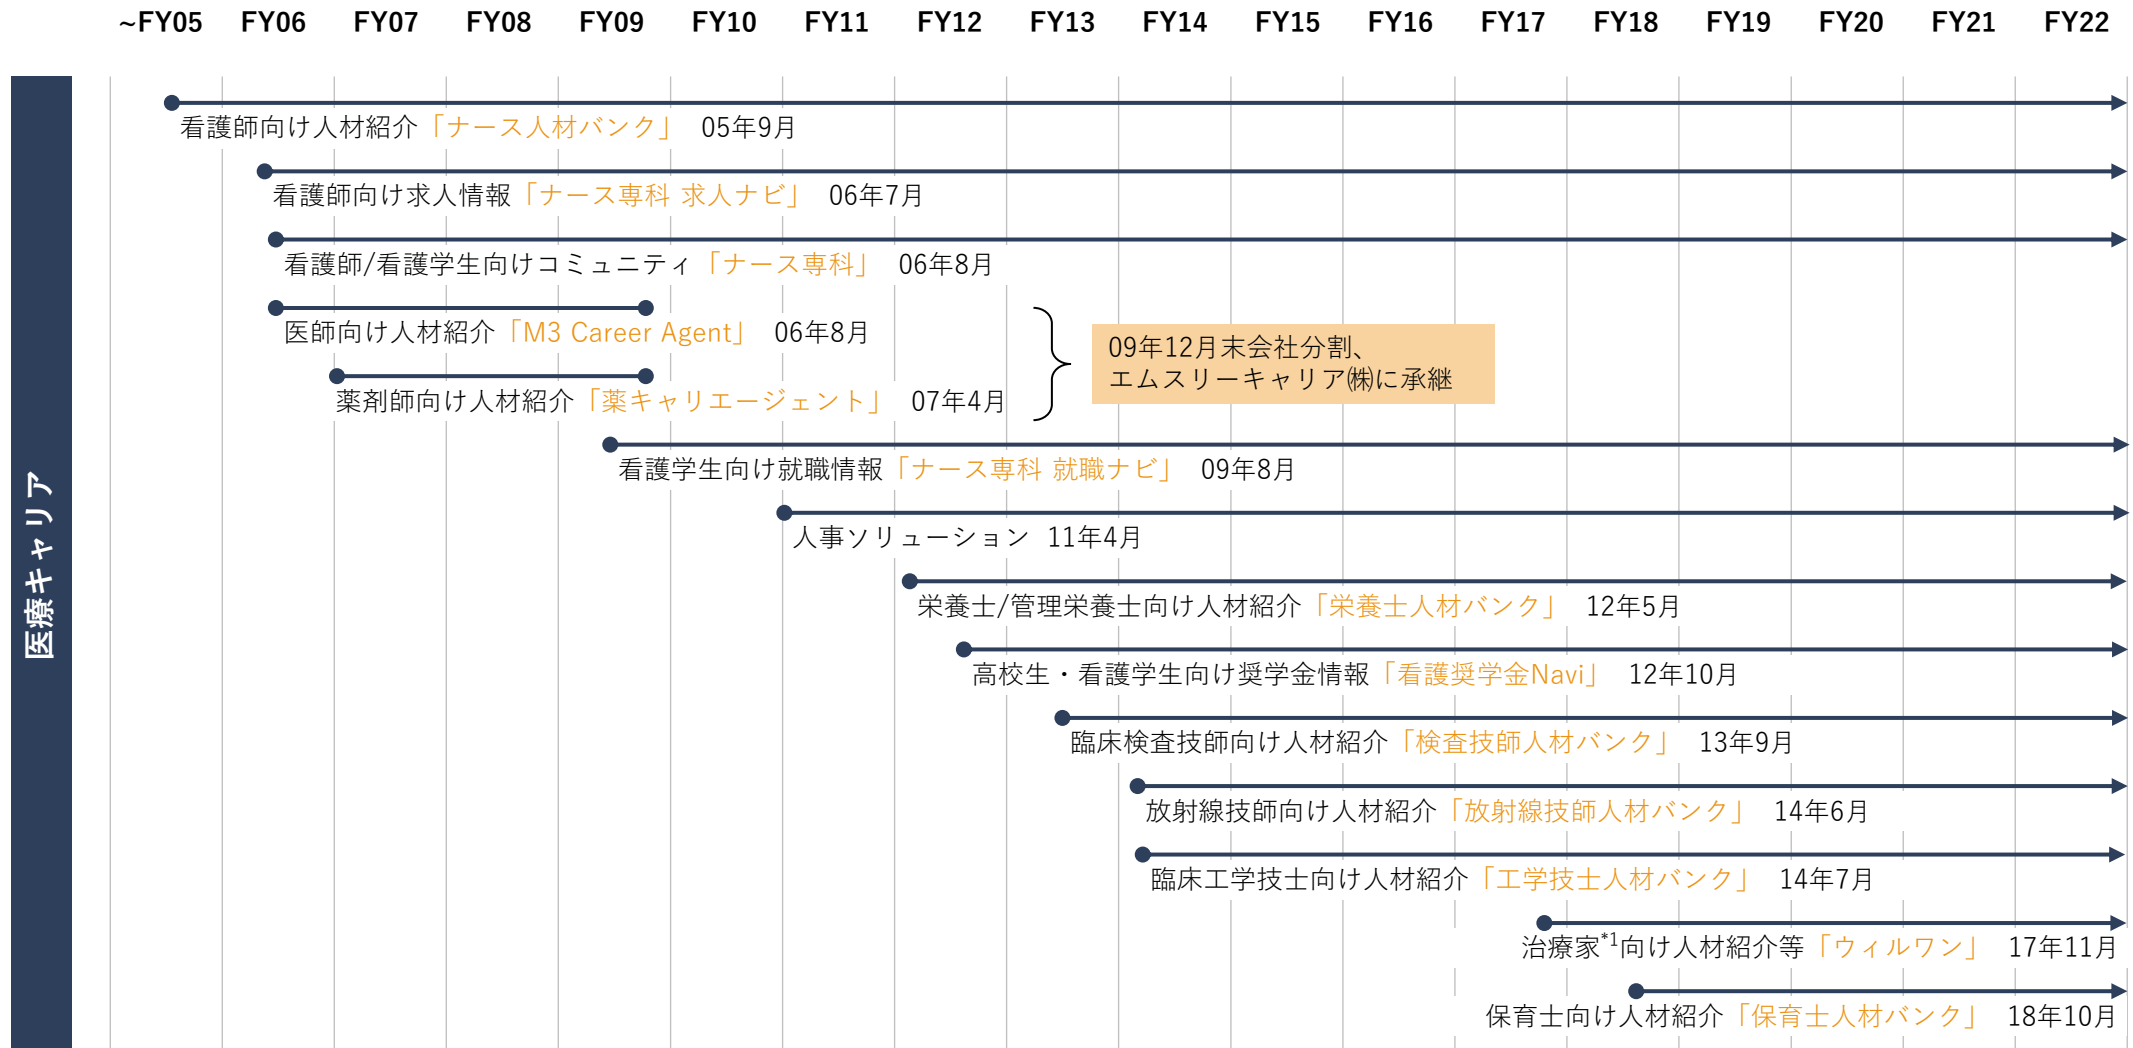 ~FY05 FY06 FY07 FY08 FY09 FY10 FY11 FY12 FY13 FY14 FY15 FY16 FY17 FY18 FY19 FY20 FY21 FY22
医療キャリア
看護師向け人材紹介「ナース人材バンク」 05年9月
看護師向け求人情報「ナース専科 求人ナビ」 06年7月
看護師/看護学生向けコミュニティ「ナース専科」 06年8月
医師向け人材紹介「M3 Career Agent」 06年8月
薬剤師向け人材紹介「薬キャリエージェント」 07年4月
09年12月末会社分割、
エムスリーキャリア㈱に承継
看護学生向け就職情報「ナース専科 就職ナビ」 09年8月
人事ソリューション 11年4月
栄養士/管理栄養士向け人材紹介「栄養士人材バンク」 12年5月
高校生・看護学生向け奨学金情報「看護奨学金Navi」 12年10月
臨床検査技師向け人材紹介「検査技師人材バンク」 13年9月
放射線技師向け人材紹介「放射線技師人材バンク」 14年6月
臨床工学技士向け人材紹介「工学技士人材バンク」 14年7月
治療家*1向け人材紹介等「ウィルワン」 17年11月
保育士向け人材紹介「保育士人材バンク」 18年10月